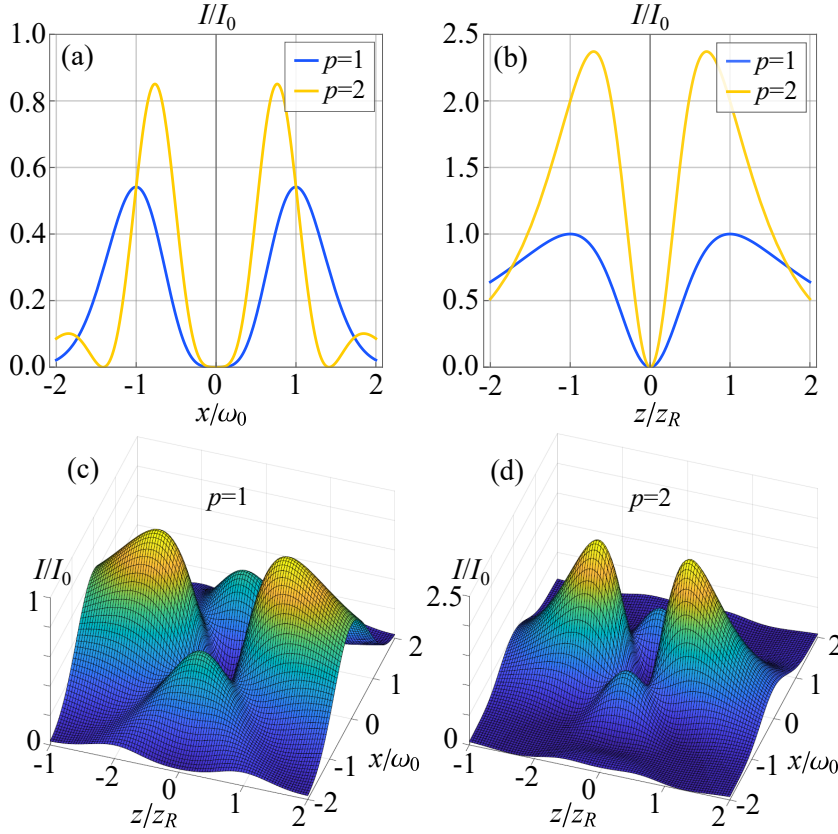 I/I0
(a)
p=1
p=2
1.0
0.8
0.6
0.4
0.2
0.0
-2 -1 0 1 2
x/ω0
I/I0
(b)
p=1
p=2
2.5
2.0
1.5
1.0
0.5
0.0
-2 -1 0 1 2
z/zR
(c)
p=1
I/I0
1
0
-1 -2 0 1 2
z/zR
-2 -1 0 1 2
x/ω0
(d)
p=2
I/I0
2.5
0
-1 -2 0 1 2
z/zR
-2 -1 0 1 2
x/ω0